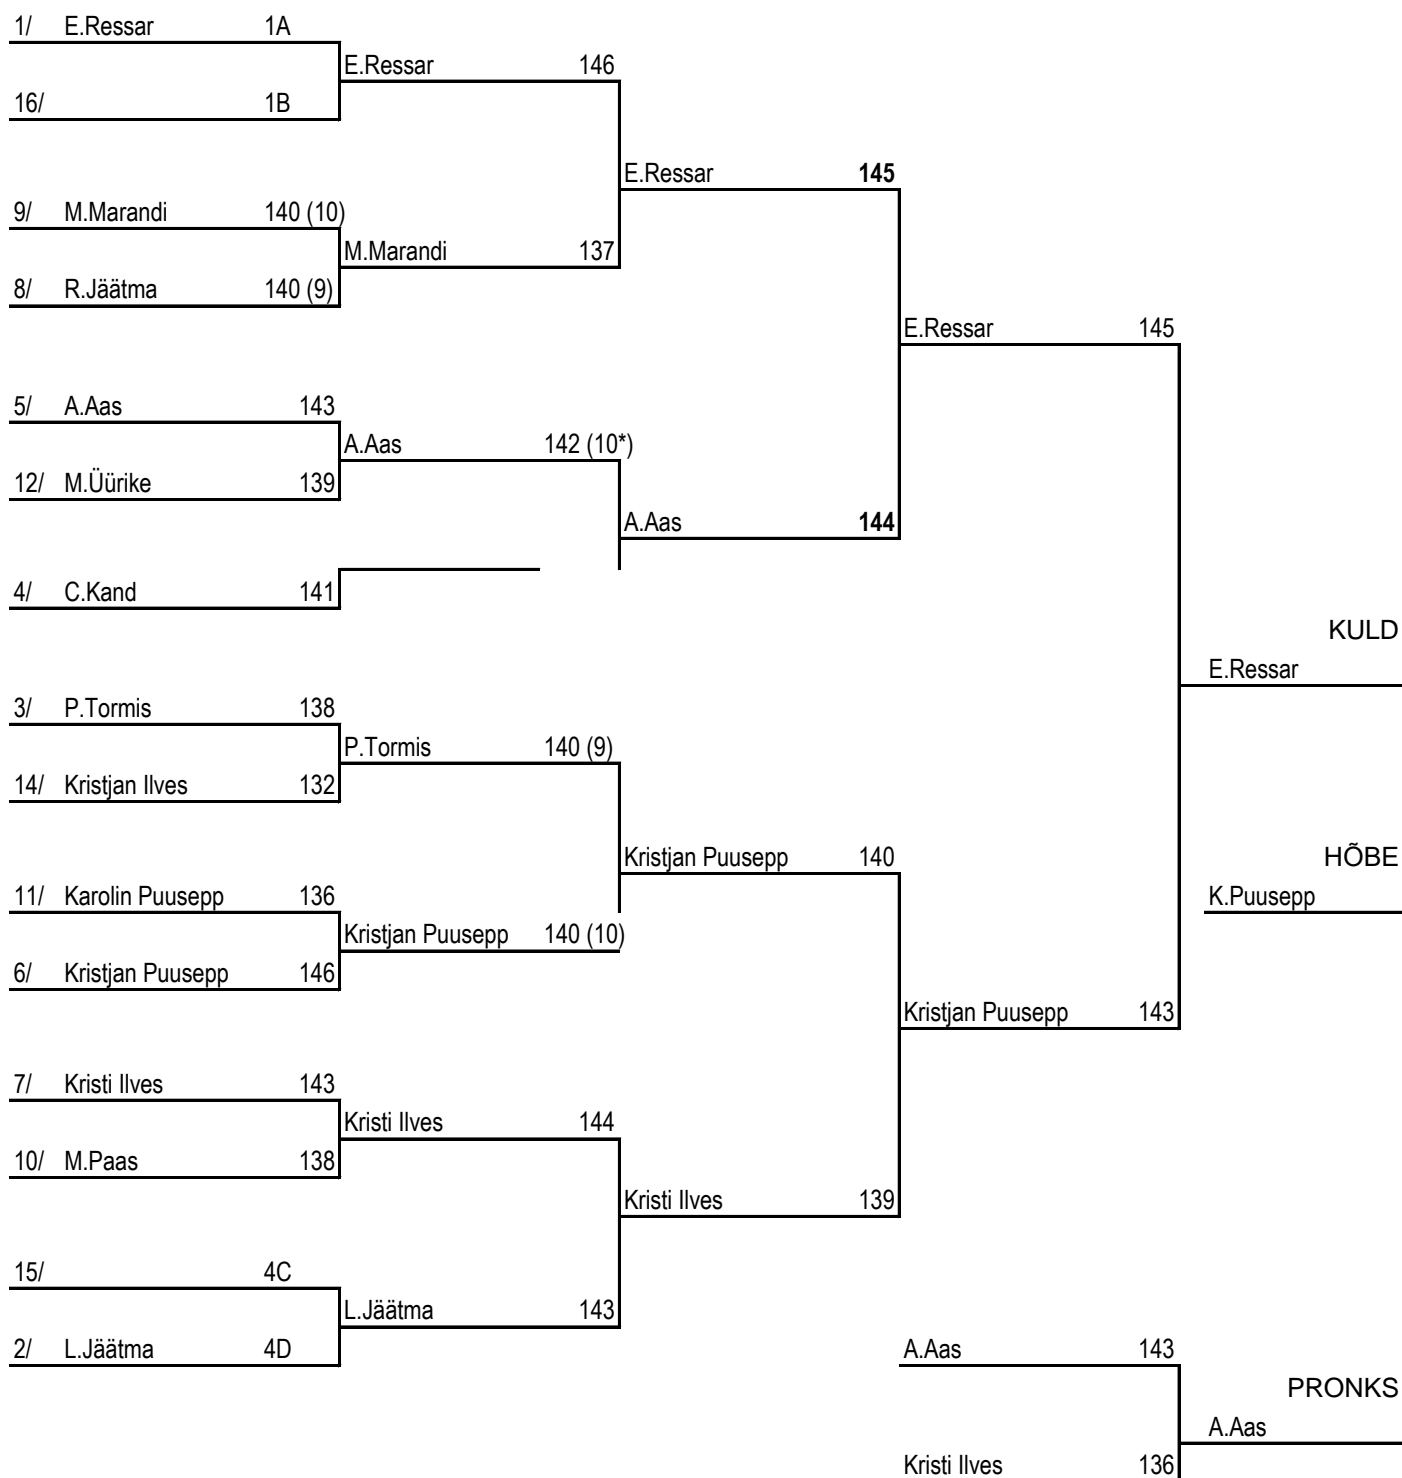 1/ E.Ressar 1A
E.Ressar 146
16/ 1B
E.Ressar 145
9/ M.Marandi 140 (10)
M.Marandi 137
8/ R.Jäätma 140 (9)
E.Ressar 145
5/ A.Aas 143
A.Aas 142 (10*)
12/ M.Üürike 139
A.Aas 144
4/ C.Kand 141
KULD
E.Ressar
3/ P.Tormis 138
P.Tormis 140 (9)
14/ Kristjan Ilves 132
Kristjan Puusepp 140
HÕBE
11/ Karolin Puusepp 136
K.Puusepp
Kristjan Puusepp 140 (10)
6/ Kristjan Puusepp 146
Kristjan Puusepp 143
7/ Kristi Ilves 143
Kristi Ilves 144
10/ M.Paas 138
Kristi Ilves 139
15/ 4C
L.Jäätma 143
2/ L.Jäätma 4D
A.Aas 143
PRONKS
A.Aas
Kristi Ilves 136